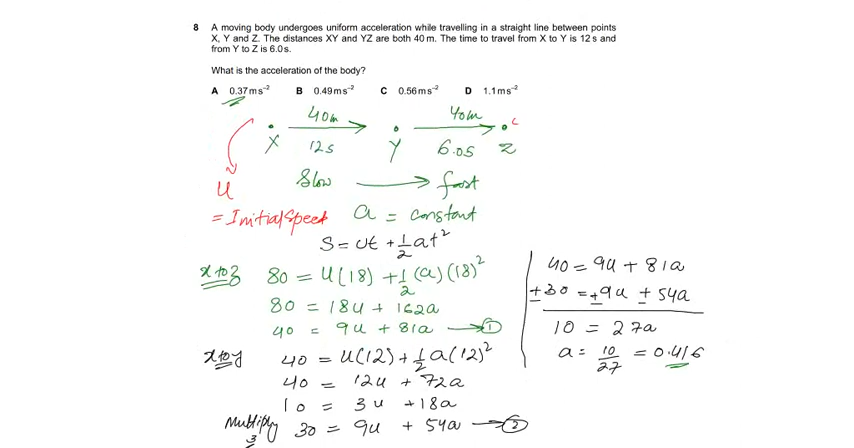 8 A moving body undergoes uniform acceleration while travelling in a straight line between points
X, Y and Z. The distances XY and YZ are both 40 m. The time to travel from X to Y is 12 s and
from Y to Z is 6.0 s.
What is the acceleration of the body?
A 0.37 m s⁻² B 0.49 m s⁻² C 0.56 m s⁻² D 1.1 m s⁻²
40m 40m
X 12s Y 6.0s Z
u Slow → fast
= Initial Speed a = constant
S = ut + 1/2 at²
x to z 80 = u(18) + 1/2 (a)(18)²
80 = 18u + 162a
40 = 9u + 81a → ①
x to y 40 = u(12) + 1/2 a(12)²
40 = 12u + 72a
10 = 3u + 18a
Multiply 3 30 = 9u + 54a → ②
40 = 9u + 81a
±30 = ±9u ± 54a
10 = 27a
a = 10/27 = 0.416